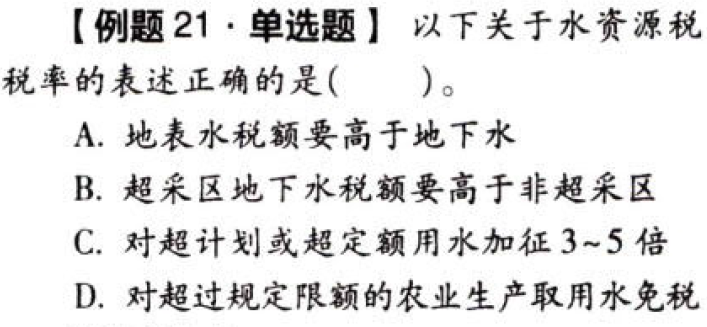 【例题 21 · 单选题】 以下关于水资源税
税率的表述正确的是(  )。
A. 地表水税额要高于地下水
B. 超采区地下水税额要高于非超采区
C. 对超计划或超定额用水加征 3~5 倍
D. 对超过规定限额的农业生产取用水免税